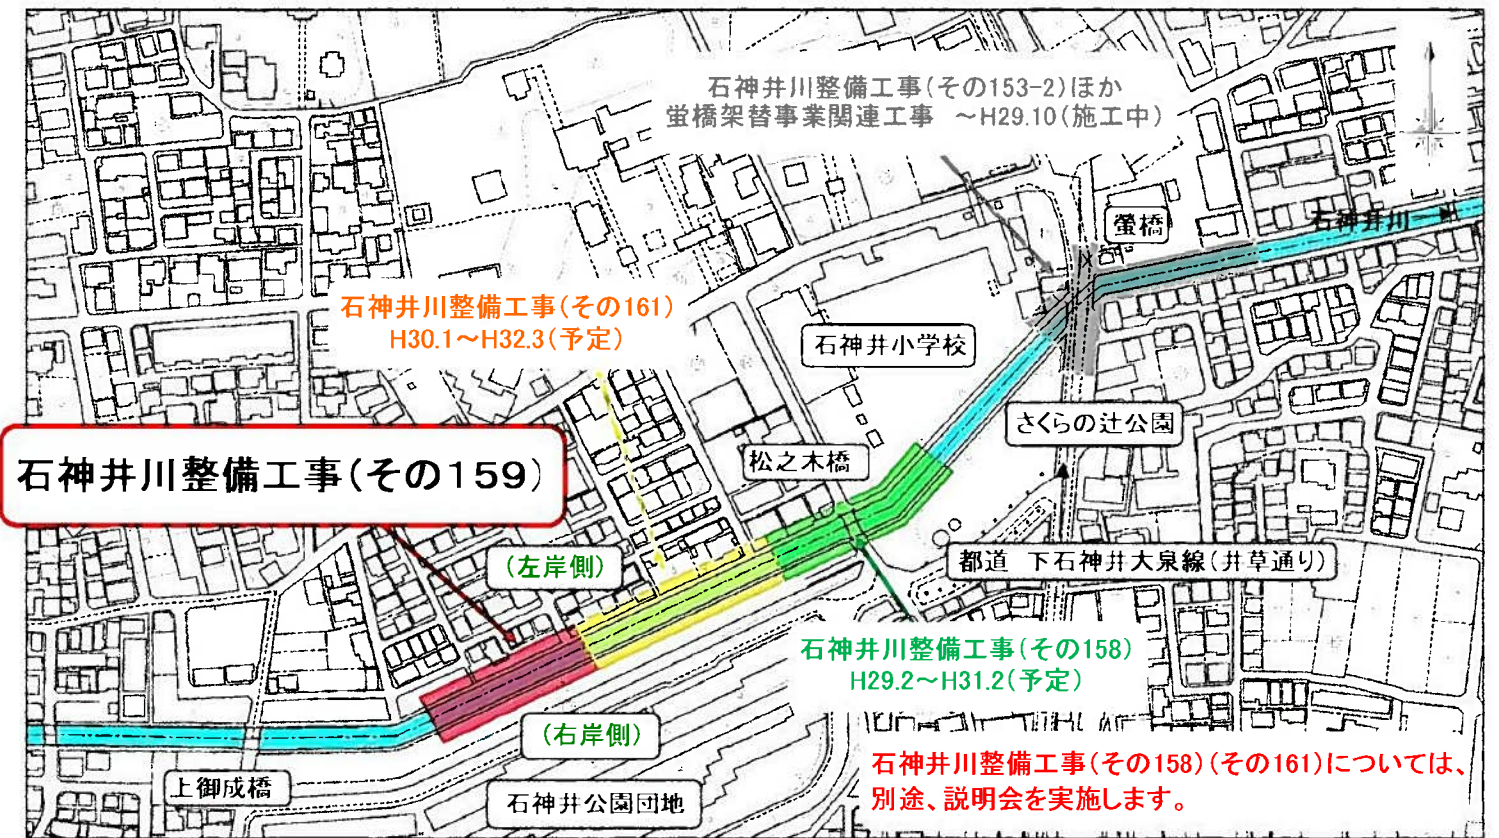 石神井川整備工事(その153-2)ほか
蛍橋架替事業関連工事 ～H29.10(施工中)
螢橋
石神井川
石神井川整備工事(その161)
H30.1～H32.3(予定)
石神井小学校
さくらの辻公園
石神井川整備工事(その159)
松之木橋
(左岸側)
都道 下石神井大泉線(井草通り)
石神井川整備工事(その158)
H29.2～H31.2(予定)
(右岸側)
石神井川整備工事(その158)(その161)については、
別途、説明会を実施します。
上御成橋
石神井公園団地